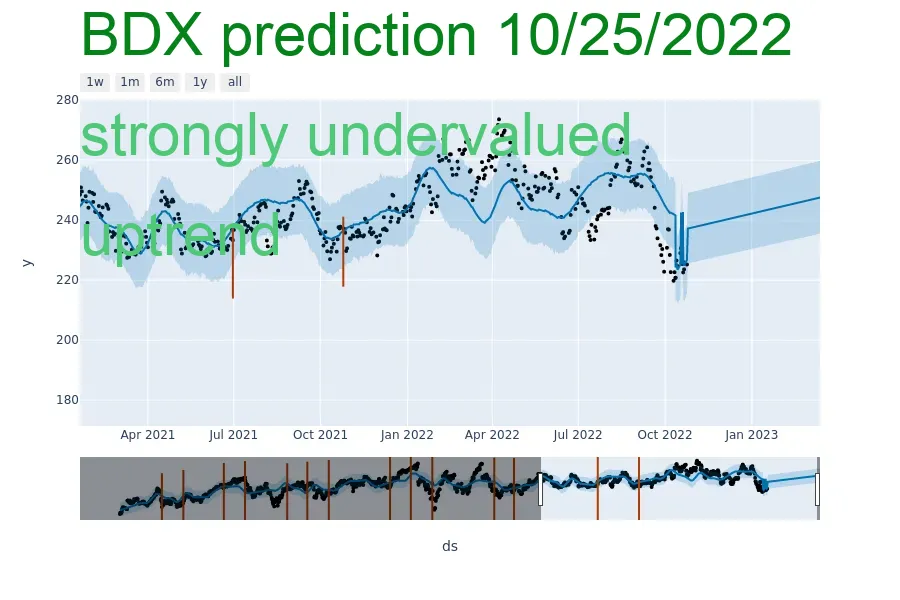 BDX prediction 10/25/2022
1w 1m 6m 1y all
280
strongly undervalued
260
240
uptrend
y
220
200
180
Apr 2021 Jul 2021 Oct 2021 Jan 2022 Apr 2022 Jul 2022 Oct 2022 Jan 2023
ds